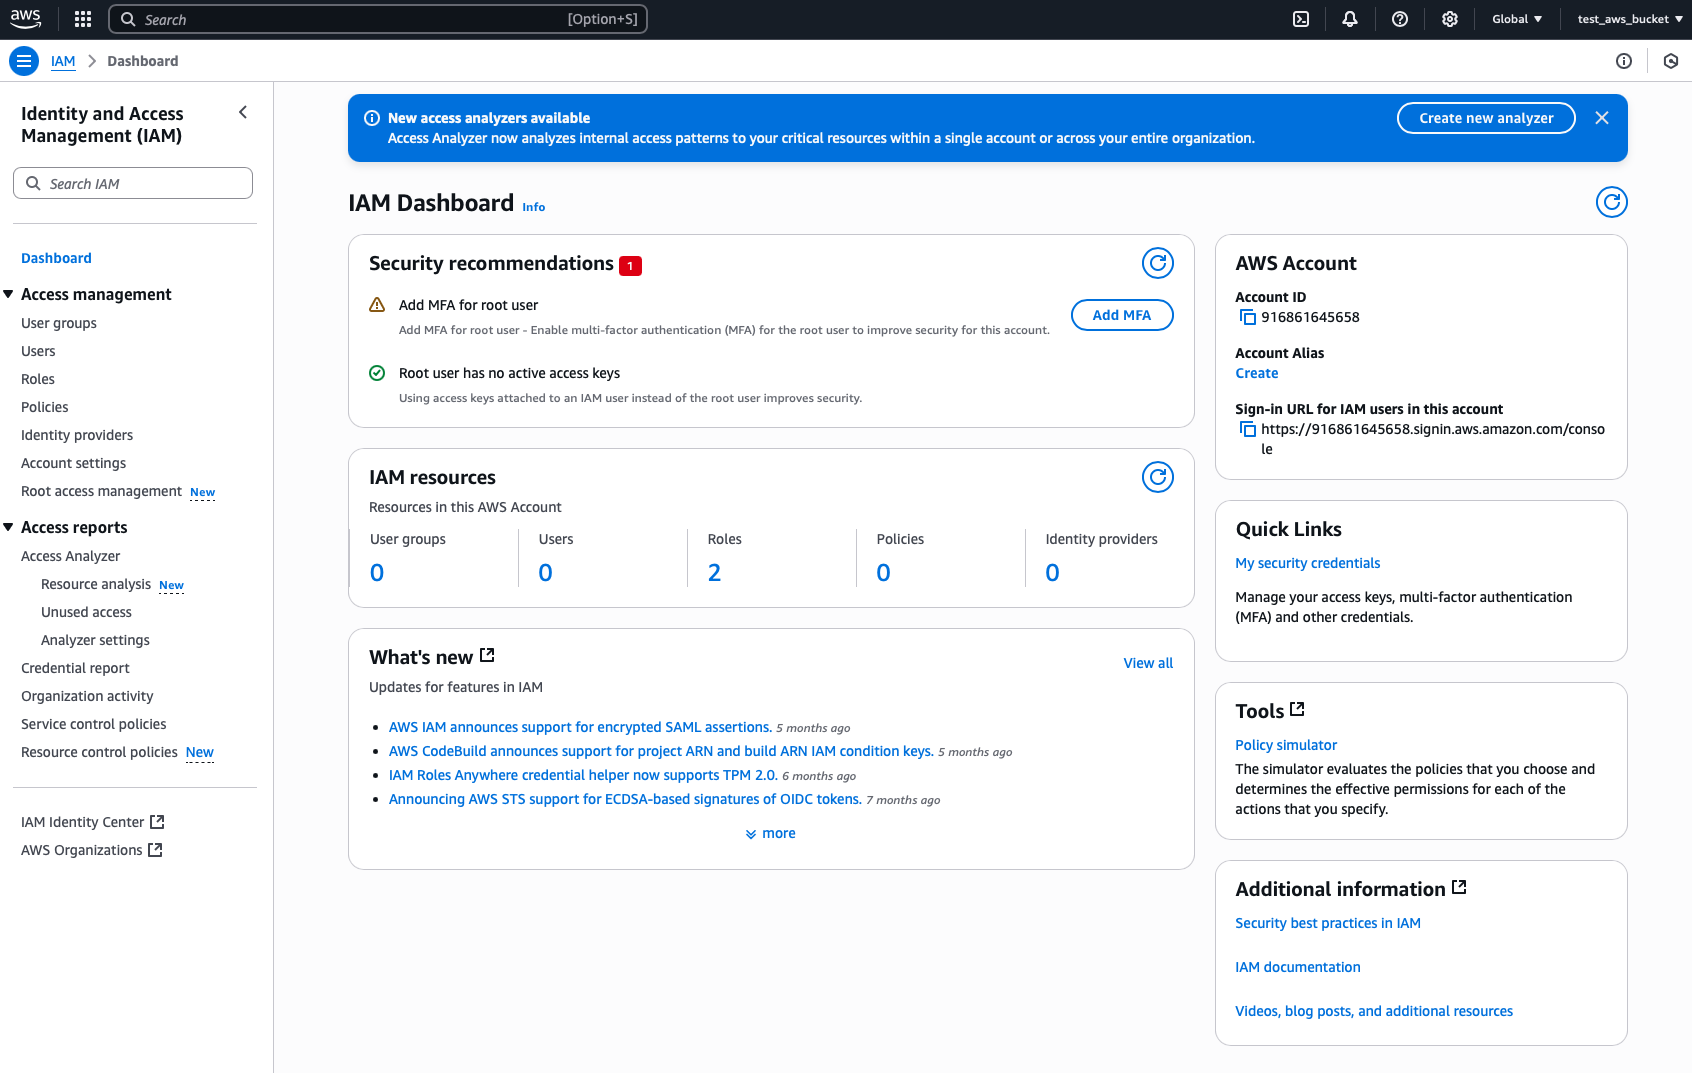 aws
Search
[Option+S]
Global
test_aws_bucket
IAM
Dashboard
Identity and Access
Management (IAM)
Search IAM
Dashboard
Access management
User groups
Users
Roles
Policies
Identity providers
Account settings
Root access management New
Access reports
Access Analyzer
Resource analysis New
Unused access
Analyzer settings
Credential report
Organization activity
Service control policies
Resource control policies New
IAM Identity Center
AWS Organizations
New access analyzers available
Access Analyzer now analyzes internal access patterns to your critical resources within a single account or across your entire organization.
Create new analyzer
IAM Dashboard Info
Security recommendations 1
Add MFA for root user
Add MFA for root user - Enable multi-factor authentication (MFA) for the root user to improve security for this account.
Add MFA
Root user has no active access keys
Using access keys attached to an IAM user instead of the root user improves security.
IAM resources
Resources in this AWS Account
User groups
0
Users
0
Roles
2
Policies
0
Identity providers
0
What's new
View all
Updates for features in IAM
AWS IAM announces support for encrypted SAML assertions. 5 months ago
AWS CodeBuild announces support for project ARN and build ARN IAM condition keys. 5 months ago
IAM Roles Anywhere credential helper now supports TPM 2.0. 6 months ago
Announcing AWS STS support for ECDSA-based signatures of OIDC tokens. 7 months ago
more
AWS Account
Account ID
916861645658
Account Alias
Create
Sign-in URL for IAM users in this account
https://916861645658.signin.aws.amazon.com/conso
le
Quick Links
My security credentials
Manage your access keys, multi-factor authentication
(MFA) and other credentials.
Tools
Policy simulator
The simulator evaluates the policies that you choose and
determines the effective permissions for each of the
actions that you specify.
Additional information
Security best practices in IAM
IAM documentation
Videos, blog posts, and additional resources